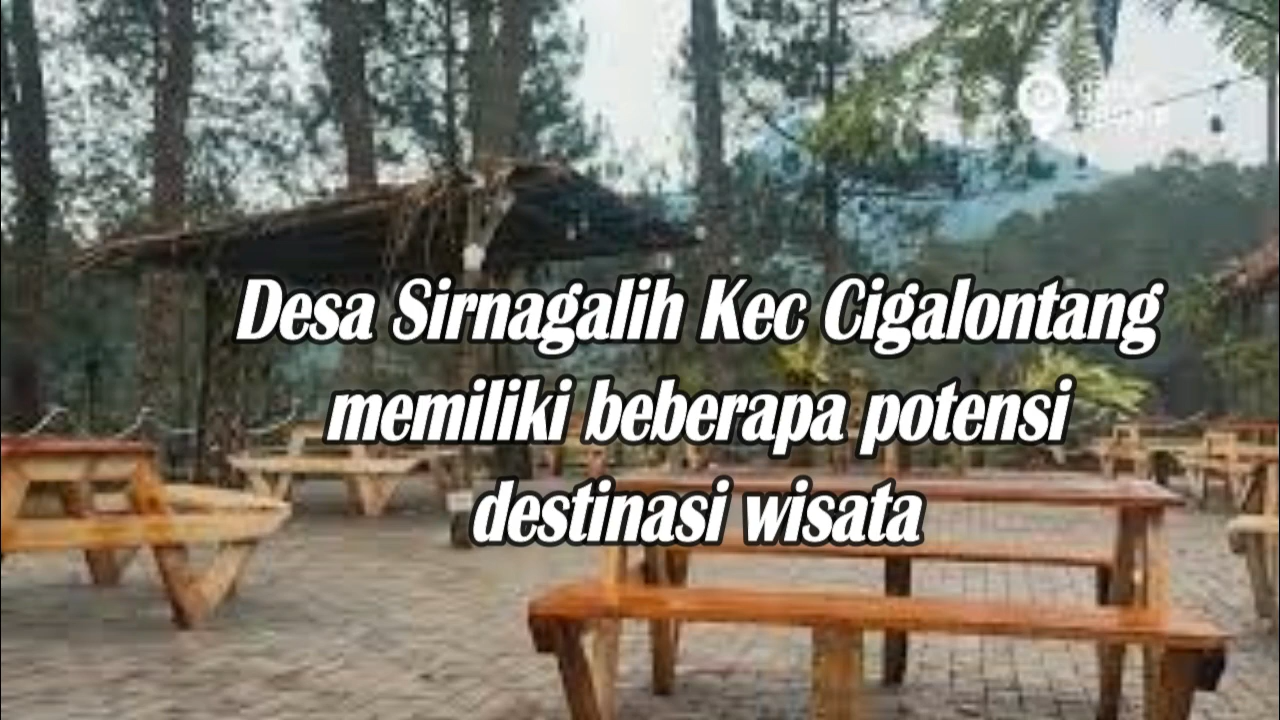 Desa Sirnagalih Kec Cigalontang
memiliki beberapa potensi
destinasi wisata